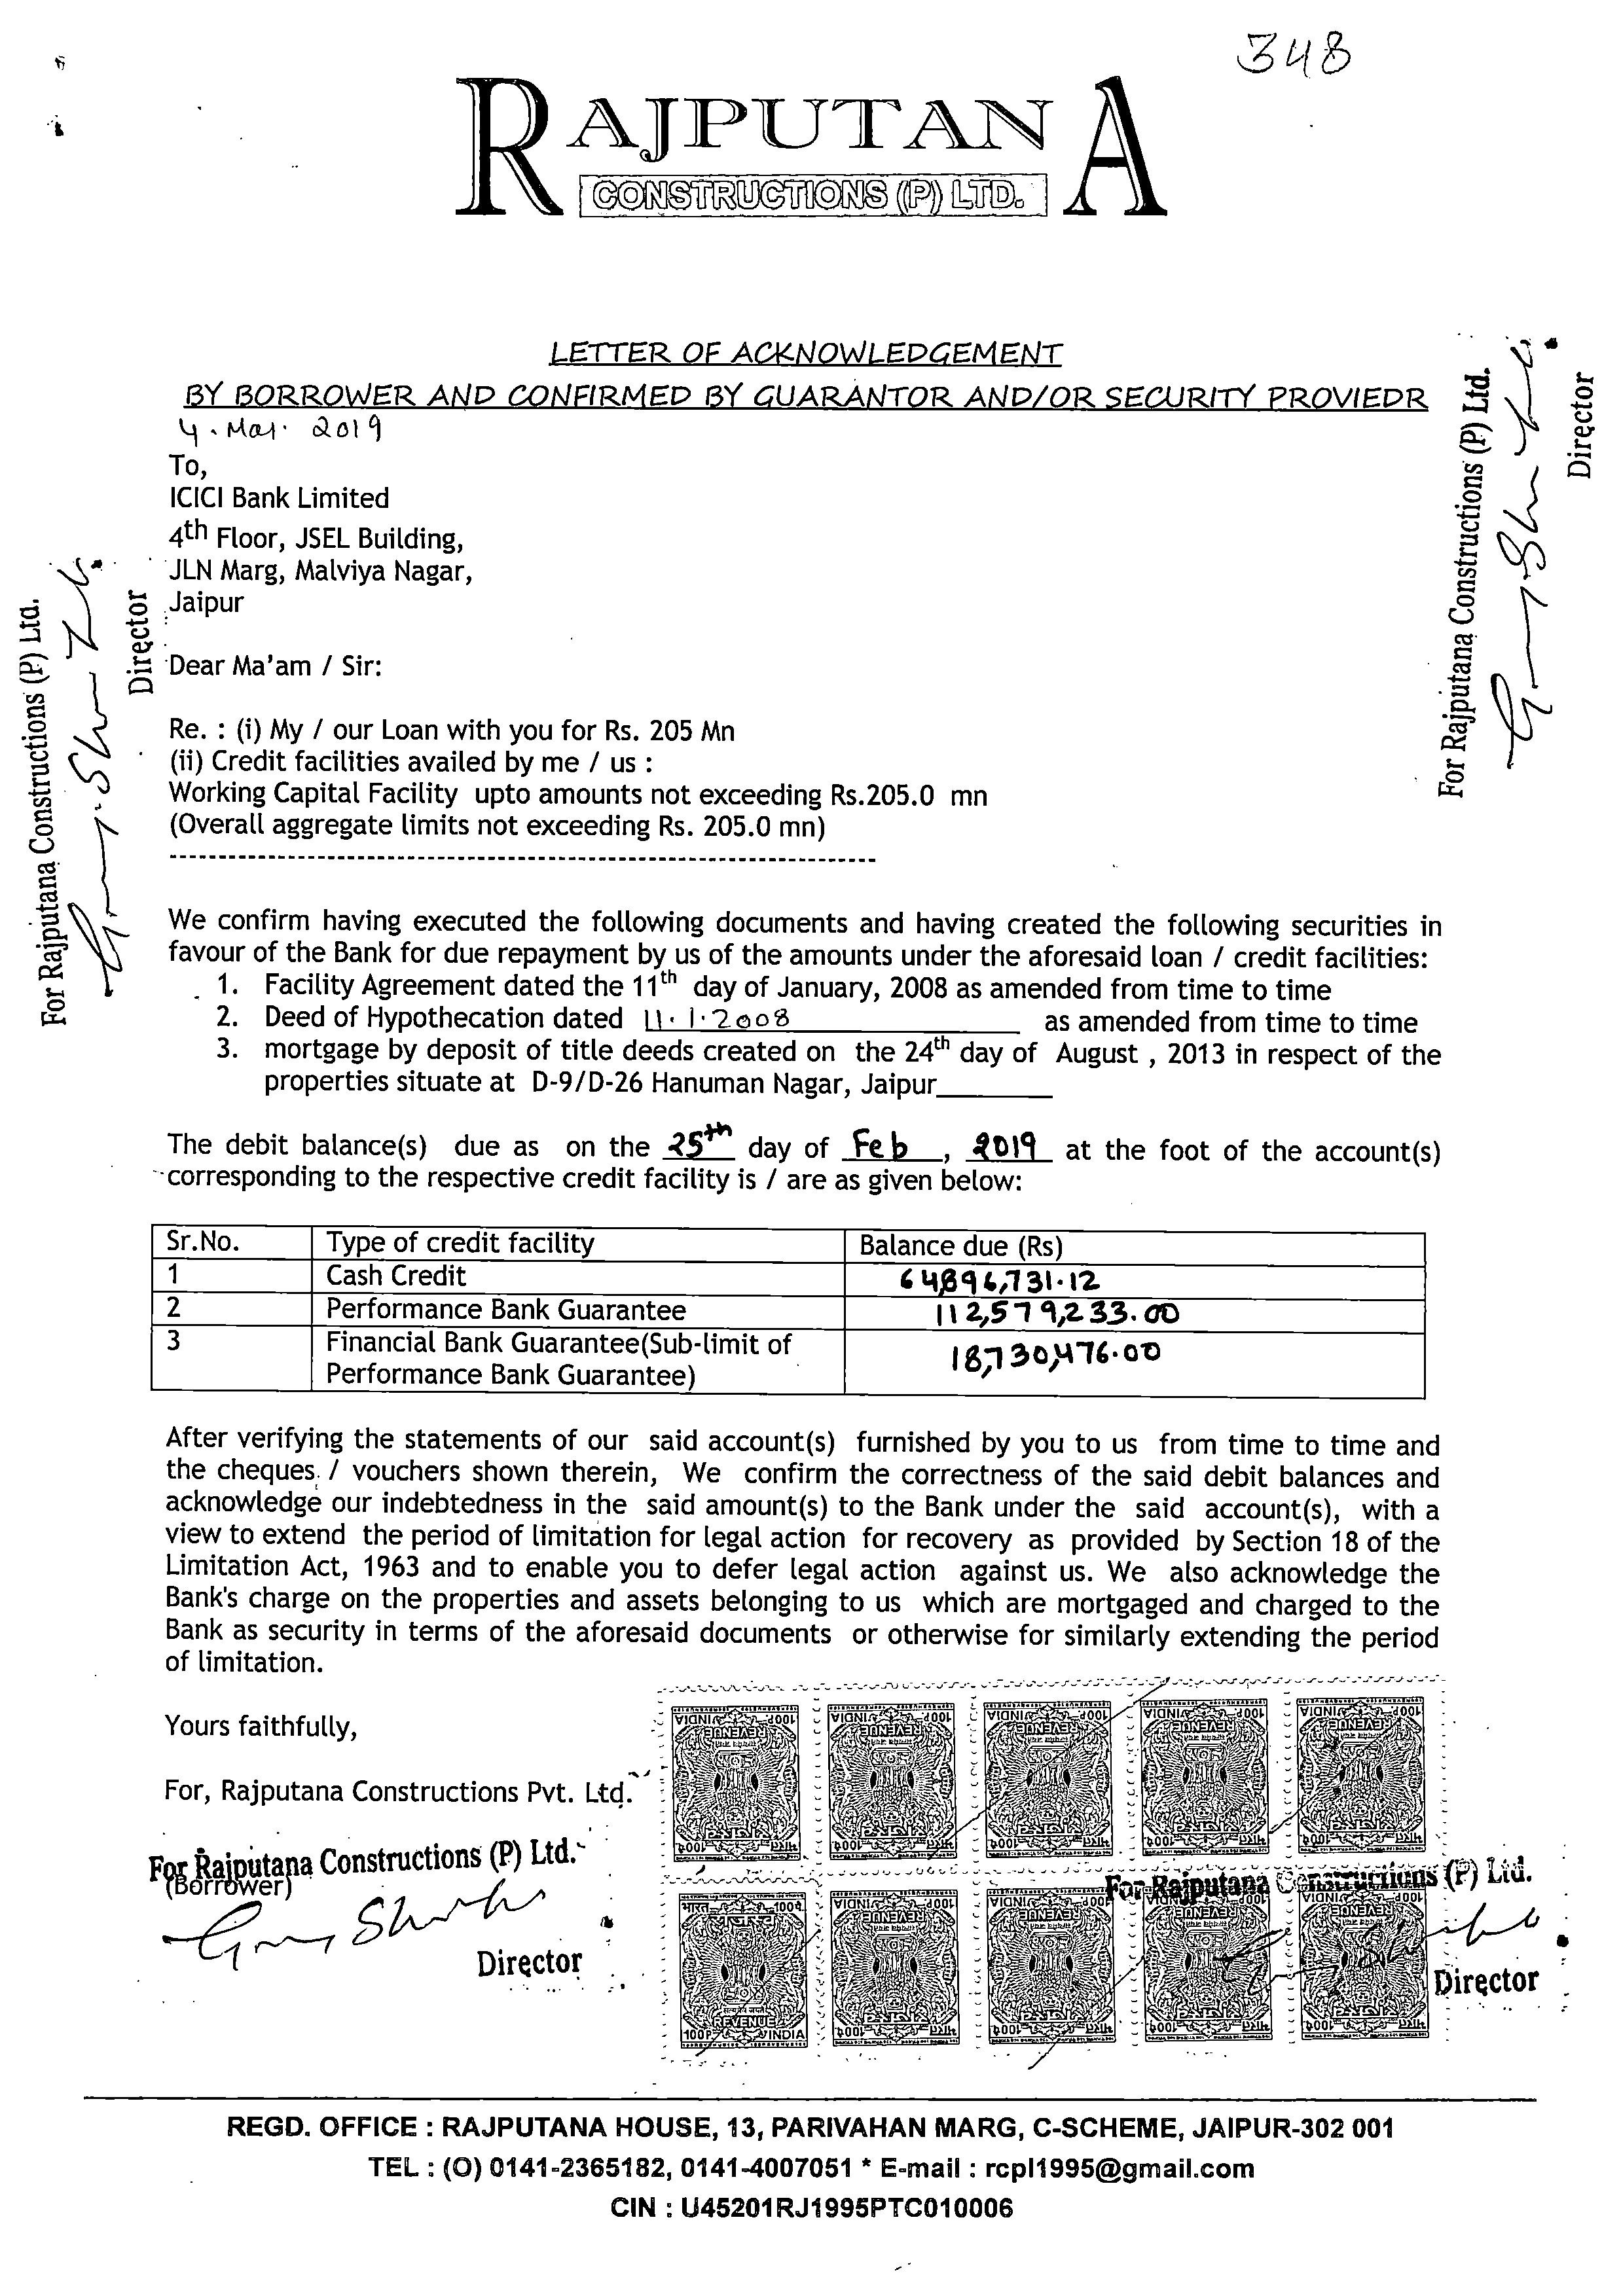 348
RAJPUTANA
CONSTRUCTIONS (P) LTD.
LETTER OF ACKNOWLEDGEMENT
BY BORROWER AND CONFIRMED BY GUARANTOR AND/OR SECURITY PROVIEDR
4. Mar. 2019
To,
ICICI Bank Limited
4th Floor, JSEL Building,
JLN Marg, Malviya Nagar,
Jaipur
For Rajputana Constructions (P) Ltd.
Director
For Rajputana Constructions (P) Ltd.
Director
Dear Ma'am / Sir:
Re. : (i) My / our Loan with you for Rs. 205 Mn
(ii) Credit facilities availed by me / us :
Working Capital Facility upto amounts not exceeding Rs.205.0 mn
(Overall aggregate limits not exceeding Rs. 205.0 mn)
We confirm having executed the following documents and having created the following securities in
favour of the Bank for due repayment by us of the amounts under the aforesaid loan / credit facilities:
1. Facility Agreement dated the 11th day of January, 2008 as amended from time to time
2. Deed of Hypothecation dated 11.1.2008 as amended from time to time
3. mortgage by deposit of title deeds created on the 24th day of August , 2013 in respect of the
properties situate at D-9/D-26 Hanuman Nagar, Jaipur
The debit balance(s) due as on the 25th day of Feb, 2019 at the foot of the account(s)
corresponding to the respective credit facility is / are as given below:
Sr.No. Type of credit facility Balance due (Rs)
1 Cash Credit 64,896,731.12
2 Performance Bank Guarantee 112,579,233.00
3 Financial Bank Guarantee(Sub-limit of 18,730,476.00
Performance Bank Guarantee)
After verifying the statements of our said account(s) furnished by you to us from time to time and
the cheques / vouchers shown therein, We confirm the correctness of the said debit balances and
acknowledge our indebtedness in the said amount(s) to the Bank under the said account(s), with a
view to extend the period of limitation for legal action for recovery as provided by Section 18 of the
Limitation Act, 1963 and to enable you to defer legal action against us. We also acknowledge the
Bank's charge on the properties and assets belonging to us which are mortgaged and charged to the
Bank as security in terms of the aforesaid documents or otherwise for similarly extending the period
of limitation.
Yours faithfully,
For, Rajputana Constructions Pvt. Ltd.
For Rajputana Constructions (P) Ltd.
(Borrower)
Director
For Rajputana Constructions (P) Ltd.
Director
भारत 100P
REVENUE
100P INDIA
REGD. OFFICE : RAJPUTANA HOUSE, 13, PARIVAHAN MARG, C-SCHEME, JAIPUR-302 001
TEL : (O) 0141-2365182, 0141-4007051 * E-mail : rcpl1995@gmail.com
CIN : U45201RJ1995PTC010006